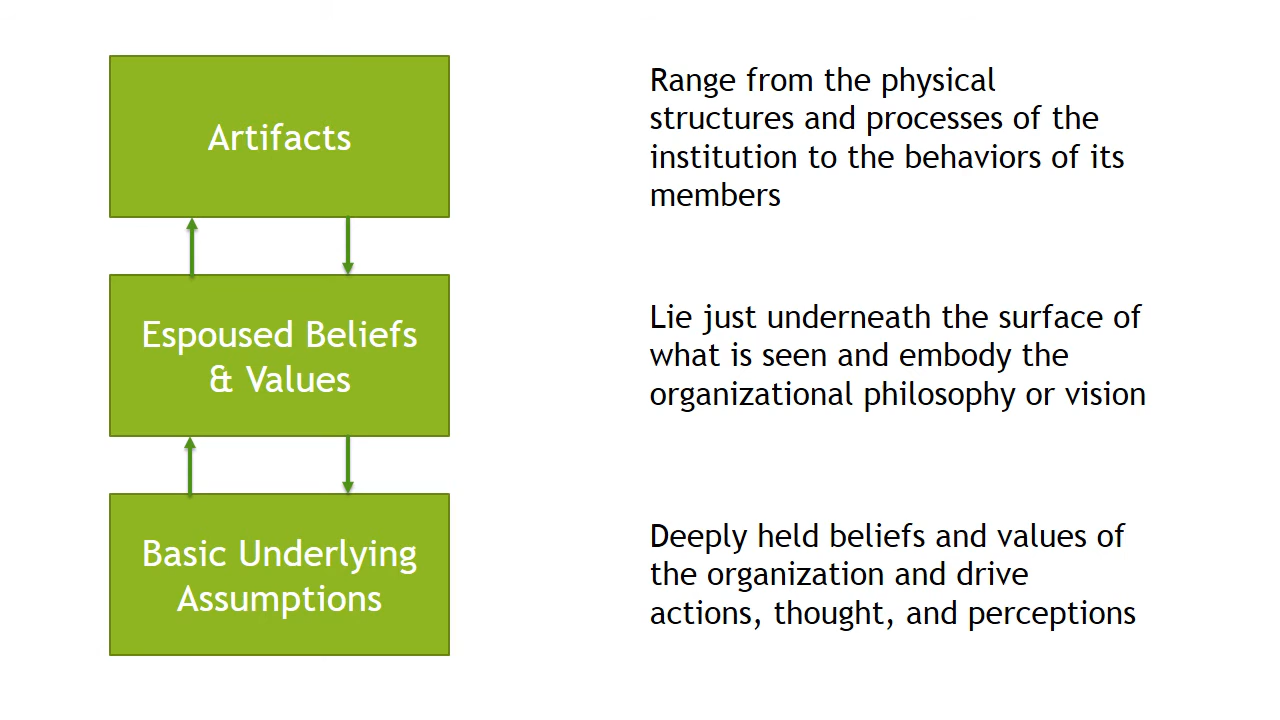 Artifacts
Range from the physical
structures and processes of the
institution to the behaviors of its
members
Espoused Beliefs
& Values
Lie just underneath the surface of
what is seen and embody the
organizational philosophy or vision
Basic Underlying
Assumptions
Deeply held beliefs and values of
the organization and drive
actions, thought, and perceptions